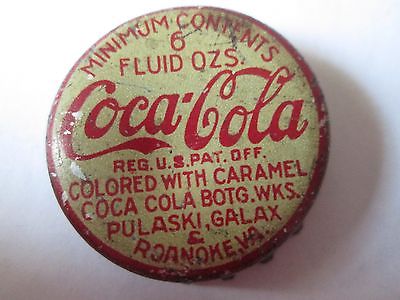 MINIMUM CONTENTS
6
FLUID OZS.
Coca-Cola
REG. U.S. PAT. OFF.
COLORED WITH CARAMEL
COCA COLA BOTG. WKS.
PULASKI, GALAX
&
ROANOKE, VA.